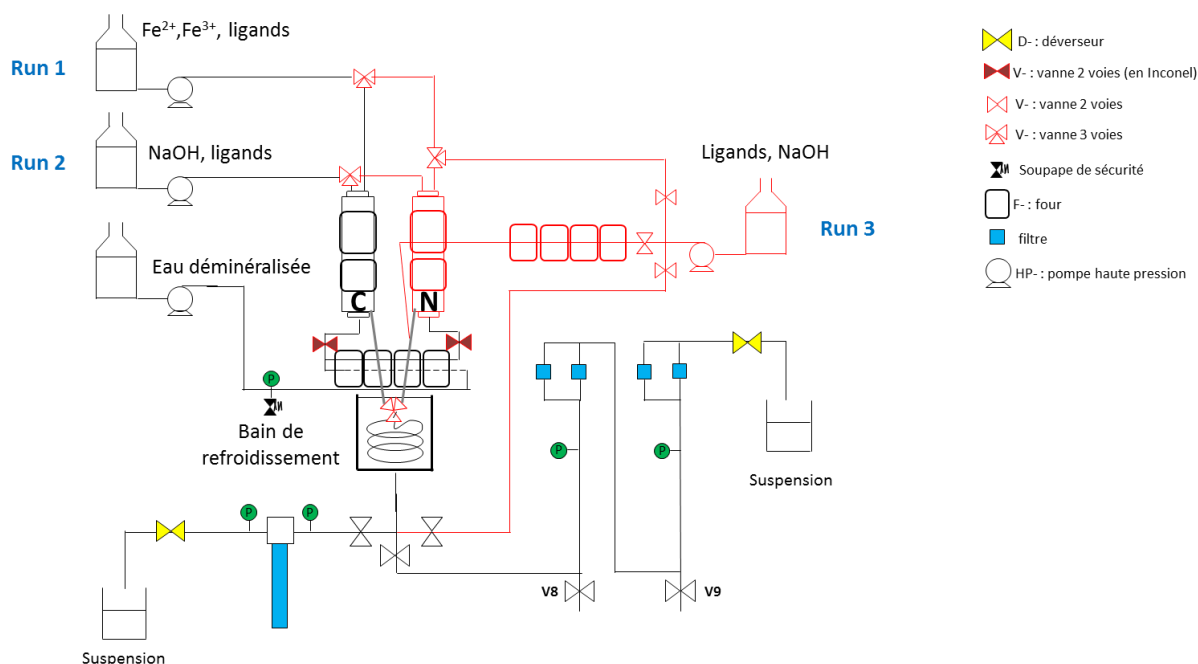 Fe²⁺,Fe³⁺, ligands
Run 1
NaOH, ligands
Run 2
Eau déminéralisée
Ligands, NaOH
Run 3
D- : déverseur
V- : vanne 2 voies (en Inconel)
V- : vanne 2 voies
V- : vanne 3 voies
Soupape de sécurité
F- : four
filtre
HP- : pompe haute pression
C
N
P
Bain de
refroidissement
P
P
Suspension
P
P
V8
V9
Suspension